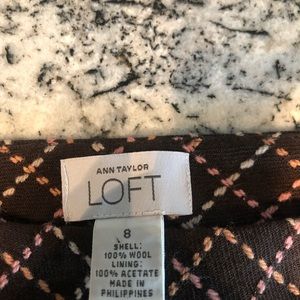 ANN TAYLOR
LOFT
8
SHELL:
100% WOOL
LINING:
100% ACETATE
MADE IN
PHILIPPINES